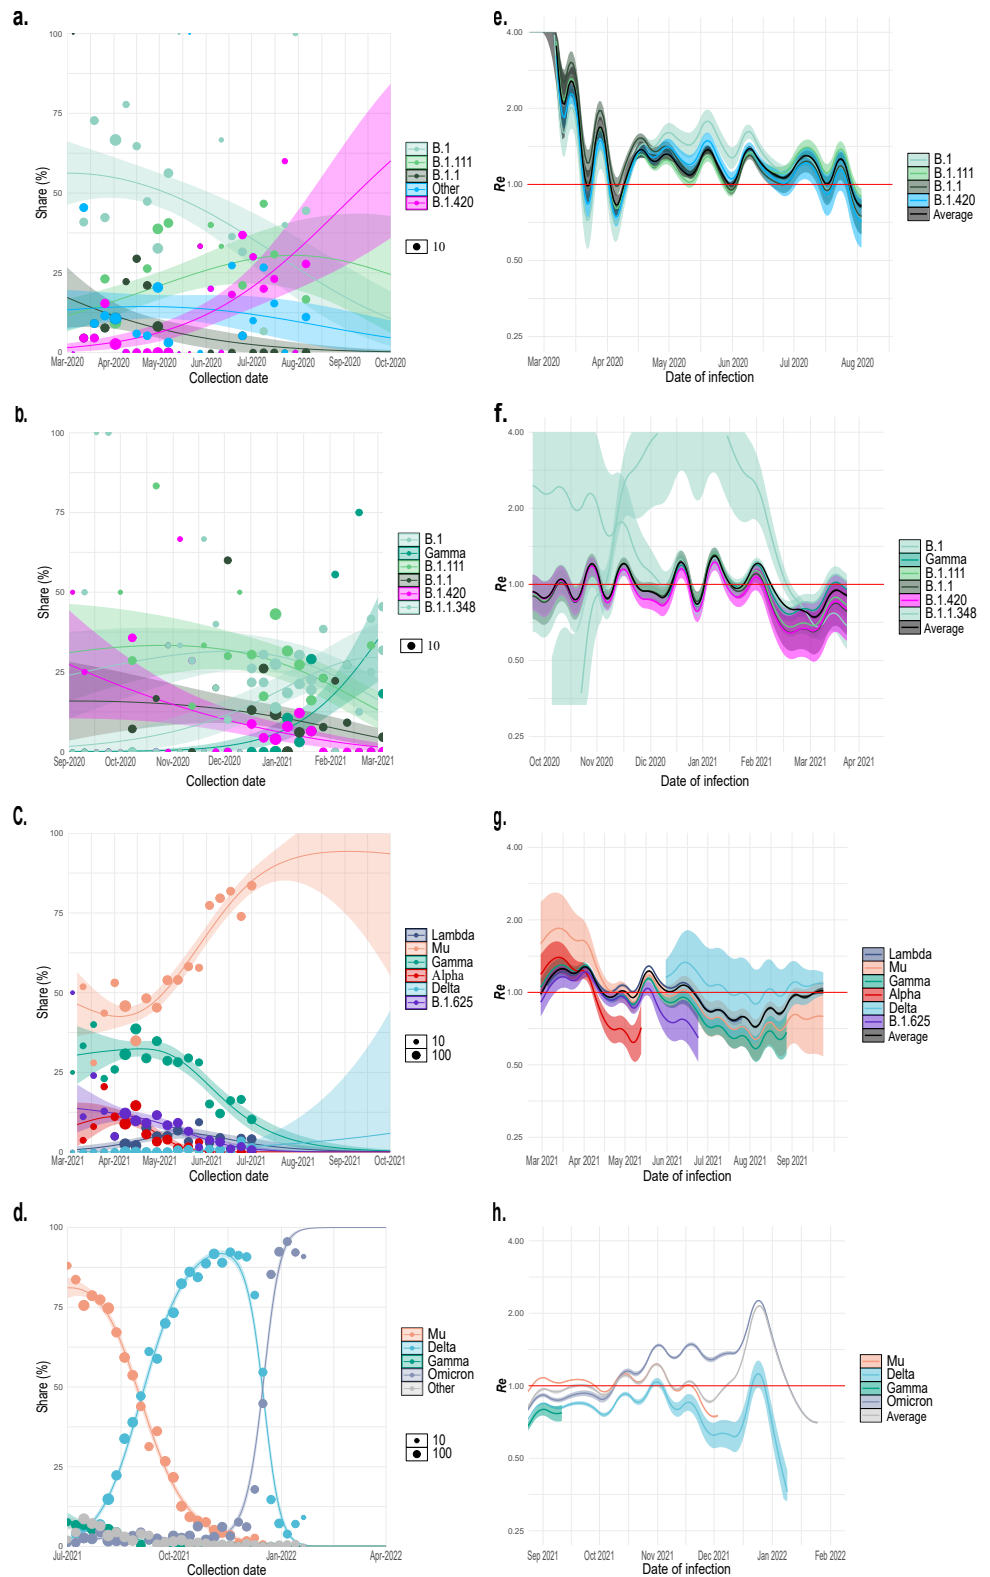 a.
100
75
50
25
0
Share (%)
Mar-2020 Apr-2020 May-2020 Jun-2020 Jul-2020 Aug-2020 Sep-2020 Oct-2020
Collection date
B.1
B.1.111
B.1.1
Other
B.1.420
10
e.
4.00
2.00
1.00
0.50
0.25
Re
Mar 2020 Apr 2020 May 2020 Jun 2020 Jul 2020 Aug 2020
Date of infection
B.1
B.1.111
B.1.1
B.1.420
Average
b.
100
75
50
25
0
Share (%)
Sep-2020 Oct-2020 Nov-2020 Dec-2020 Jan-2021 Feb-2021 Mar-2021
Collection date
B.1
Gamma
B.1.111
B.1.1
B.1.420
B.1.1.348
10
f.
4.00
2.00
1.00
0.50
0.25
Re
Oct 2020 Nov 2020 Dic 2020 Jan 2021 Feb 2021 Mar 2021 Apr 2021
Date of infection
B.1
Gamma
B.1.111
B.1.1
B.1.420
B.1.1.348
Average
C.
100
75
50
25
0
Share (%)
Mar-2021 Apr-2021 May-2021 Jun-2021 Jul-2021 Aug-2021 Sep-2021 Oct-2021
Collection date
Lambda
Mu
Gamma
Alpha
Delta
B.1.625
10
100
g.
4.00
2.00
1.00
0.50
0.25
Re
Mar 2021 Apr 2021 May 2021 Jun 2021 Jul 2021 Aug 2021 Sep 2021
Date of infection
Lambda
Mu
Gamma
Alpha
Delta
B.1.625
Average
d.
100
75
50
25
0
Share (%)
Jul-2021 Oct-2021 Jan-2022 Apr-2022
Collection date
Mu
Delta
Gamma
Omicron
Other
10
100
h.
4.00
2.00
1.00
0.50
0.25
Re
Sep 2021 Oct 2021 Nov 2021 Dec 2021 Jan 2022 Feb 2022
Date of infection
Mu
Delta
Gamma
Omicron
Average